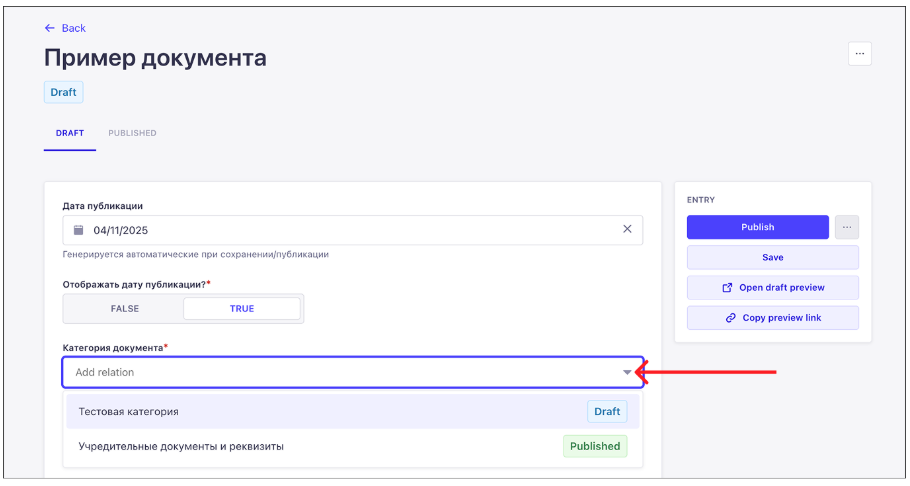 Back
Пример документа
...
Draft
DRAFT PUBLISHED
Дата публикации
04/11/2025
Генерируется автоматические при сохранении/публикации
Отображать дату публикации?*
FALSE TRUE
Категория документа*
Add relation
Тестовая категория Draft
Учредительные документы и реквизиты Published
ENTRY
Publish ...
Save
Open draft preview
Copy preview link